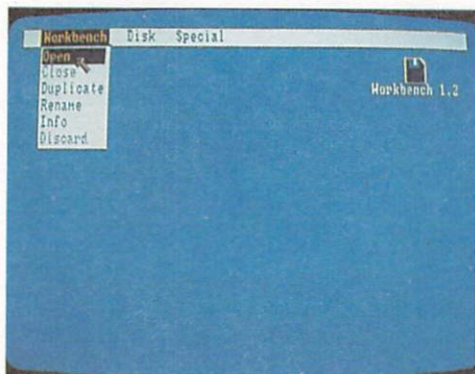 Workbench Disk Special
Open
Close
Duplicate
Rename
Info
Discard
Workbench 1.2